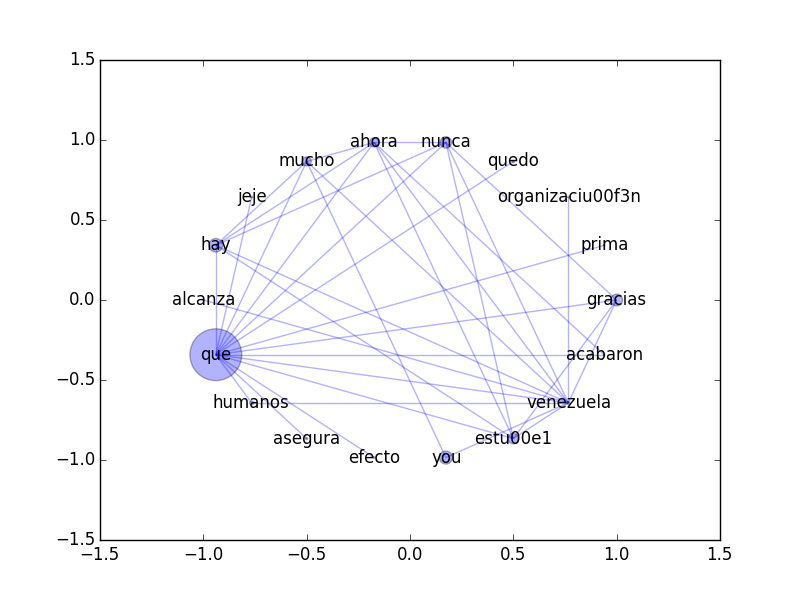 1.5
1.0
0.5
0.0
−0.5
−1.0
−1.5
ahora nunca
mucho quedo
jeje organizaciu00f3n
hay prima
alcanza gracias
que acabaron
humanos venezuela
asegura estu00e1
efecto you
−1.5 −1.0 −0.5 0.0 0.5 1.0 1.5